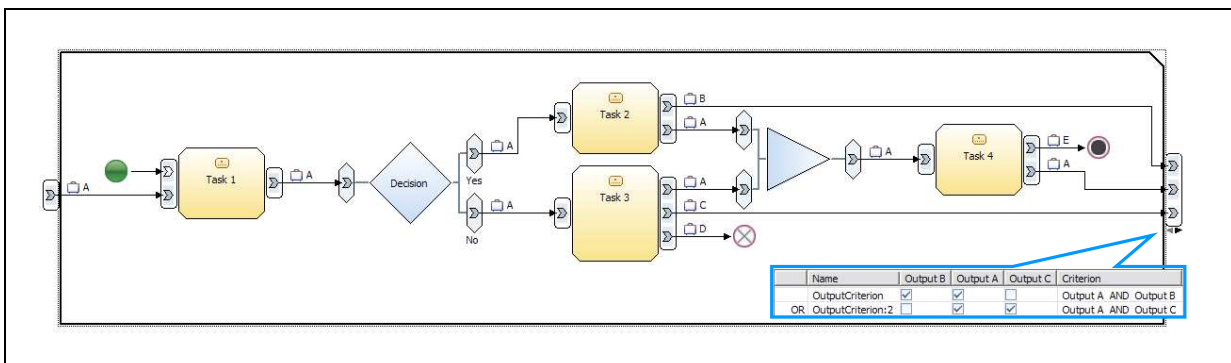 B
Task 2
A
A
E
A
Task 4
A
A
A
Task 1
Decision
Yes
A
A
Task 3
C
No
D
Name Output B Output A Output C Criterion
OutputCriterion Output A AND Output B
OR OutputCriterion:2 Output A AND Output C